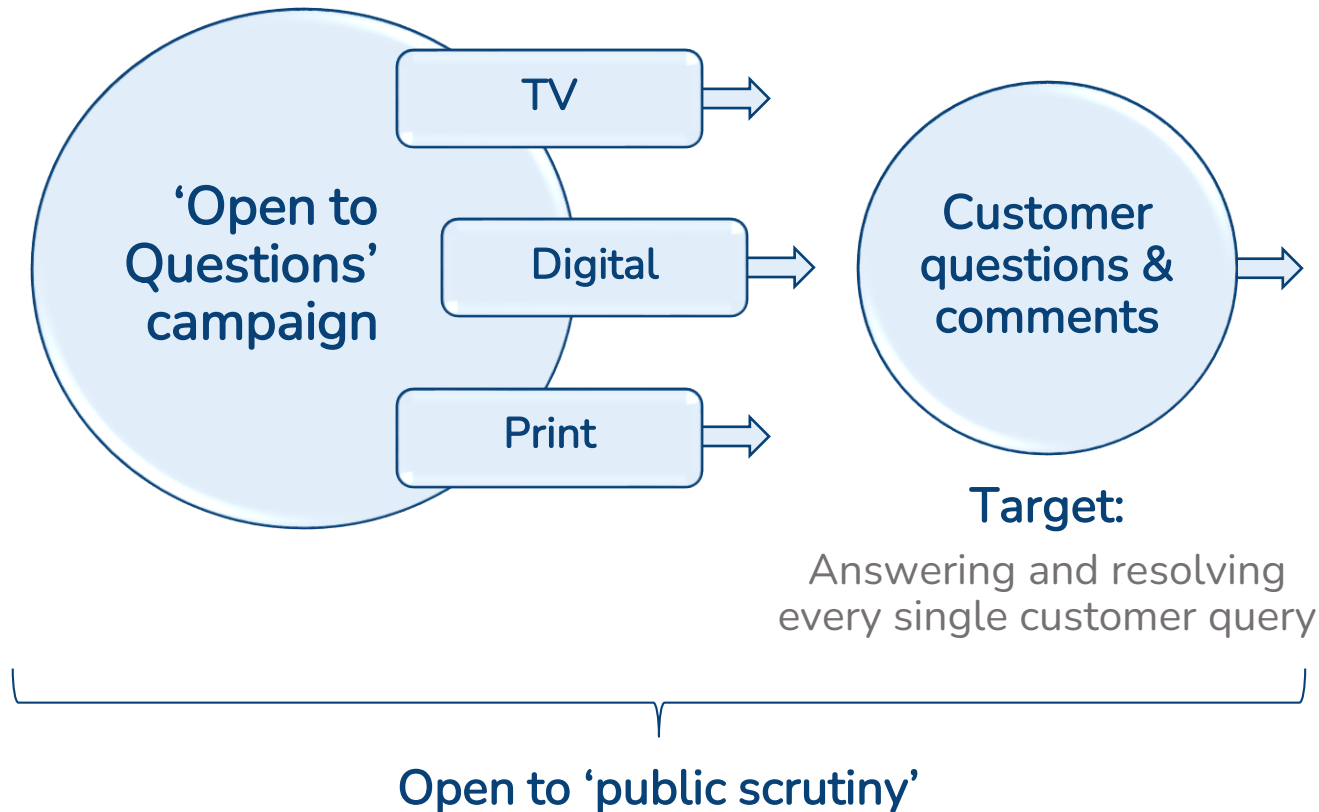 ‘Open to
Questions’
campaign
TV
Digital
Print
Customer
questions &
comments
Target:
Answering and resolving
every single customer query
Open to ‘public scrutiny’